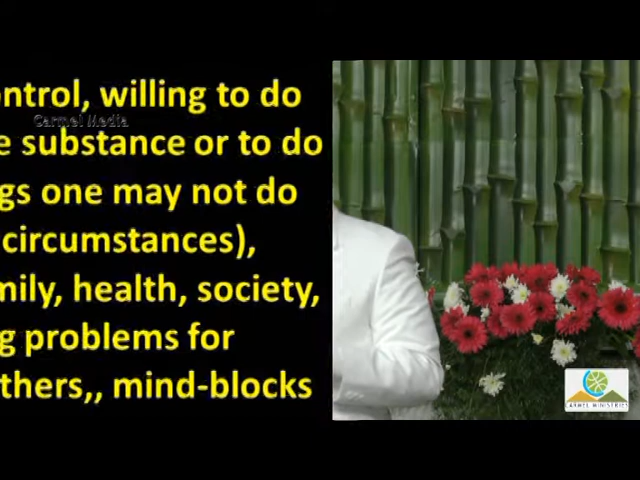 ontrol, willing to do
Carmel Media
e substance or to do
gs one may not do
circumstances),
mily, health, society,
g problems for
thers,, mind-blocks
CARMEL MINISTRIES